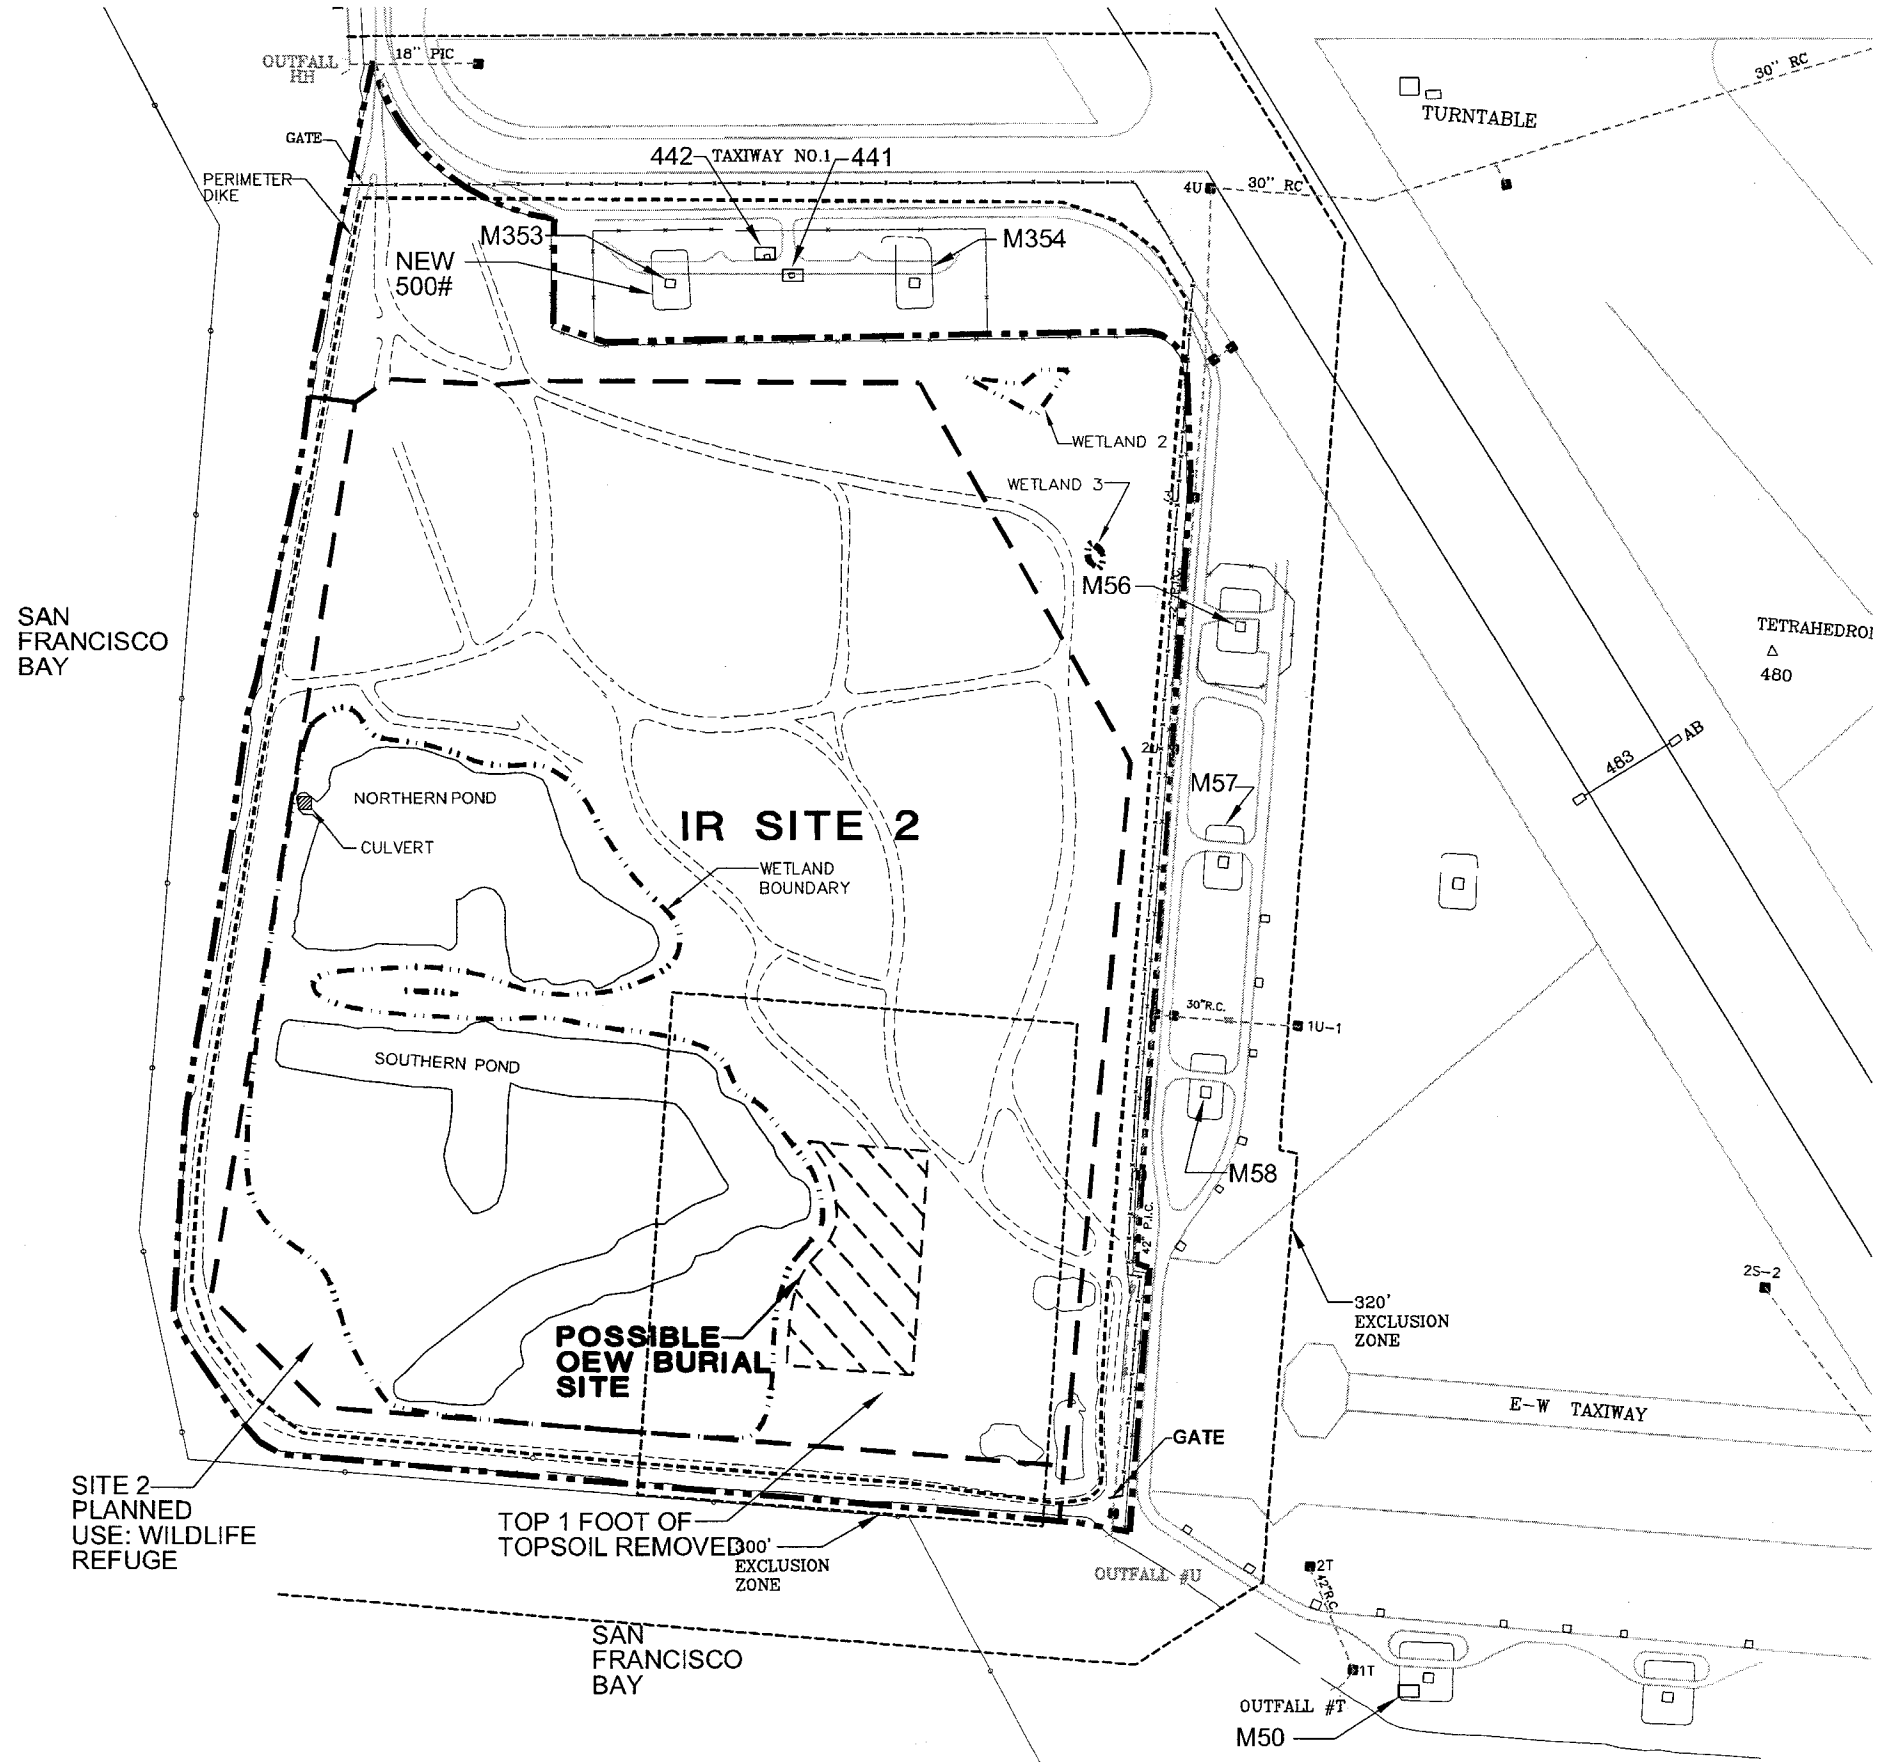 OUTFALL
HH
18" PIC
30" RC
TURNTABLE
GATE
442
TAXIWAY NO.1
441
PERIMETER
DIKE
4U
30" RC
M353
M354
NEW
500#
WETLAND 2
WETLAND 3
3U
M56
SAN
FRANCISCO
BAY
TETRAHEDRO
480
2U
AB
483
M57
NORTHERN POND
IR SITE 2
CULVERT
WETLAND
BOUNDARY
30"R.C.
1U-1
SOUTHERN POND
M58
42" P.I.C.
2S-2
320'
EXCLUSION
ZONE
POSSIBLE
OEW BURIAL
SITE
E-W TAXIWAY
GATE
SITE 2
PLANNED
USE: WILDLIFE
REFUGE
TOP 1 FOOT OF
TOPSOIL REMOVED
300'
EXCLUSION
ZONE
OUTFALL #U
2T
42"R.C.
SAN
FRANCISCO
BAY
1T
OUTFALL #T
M50